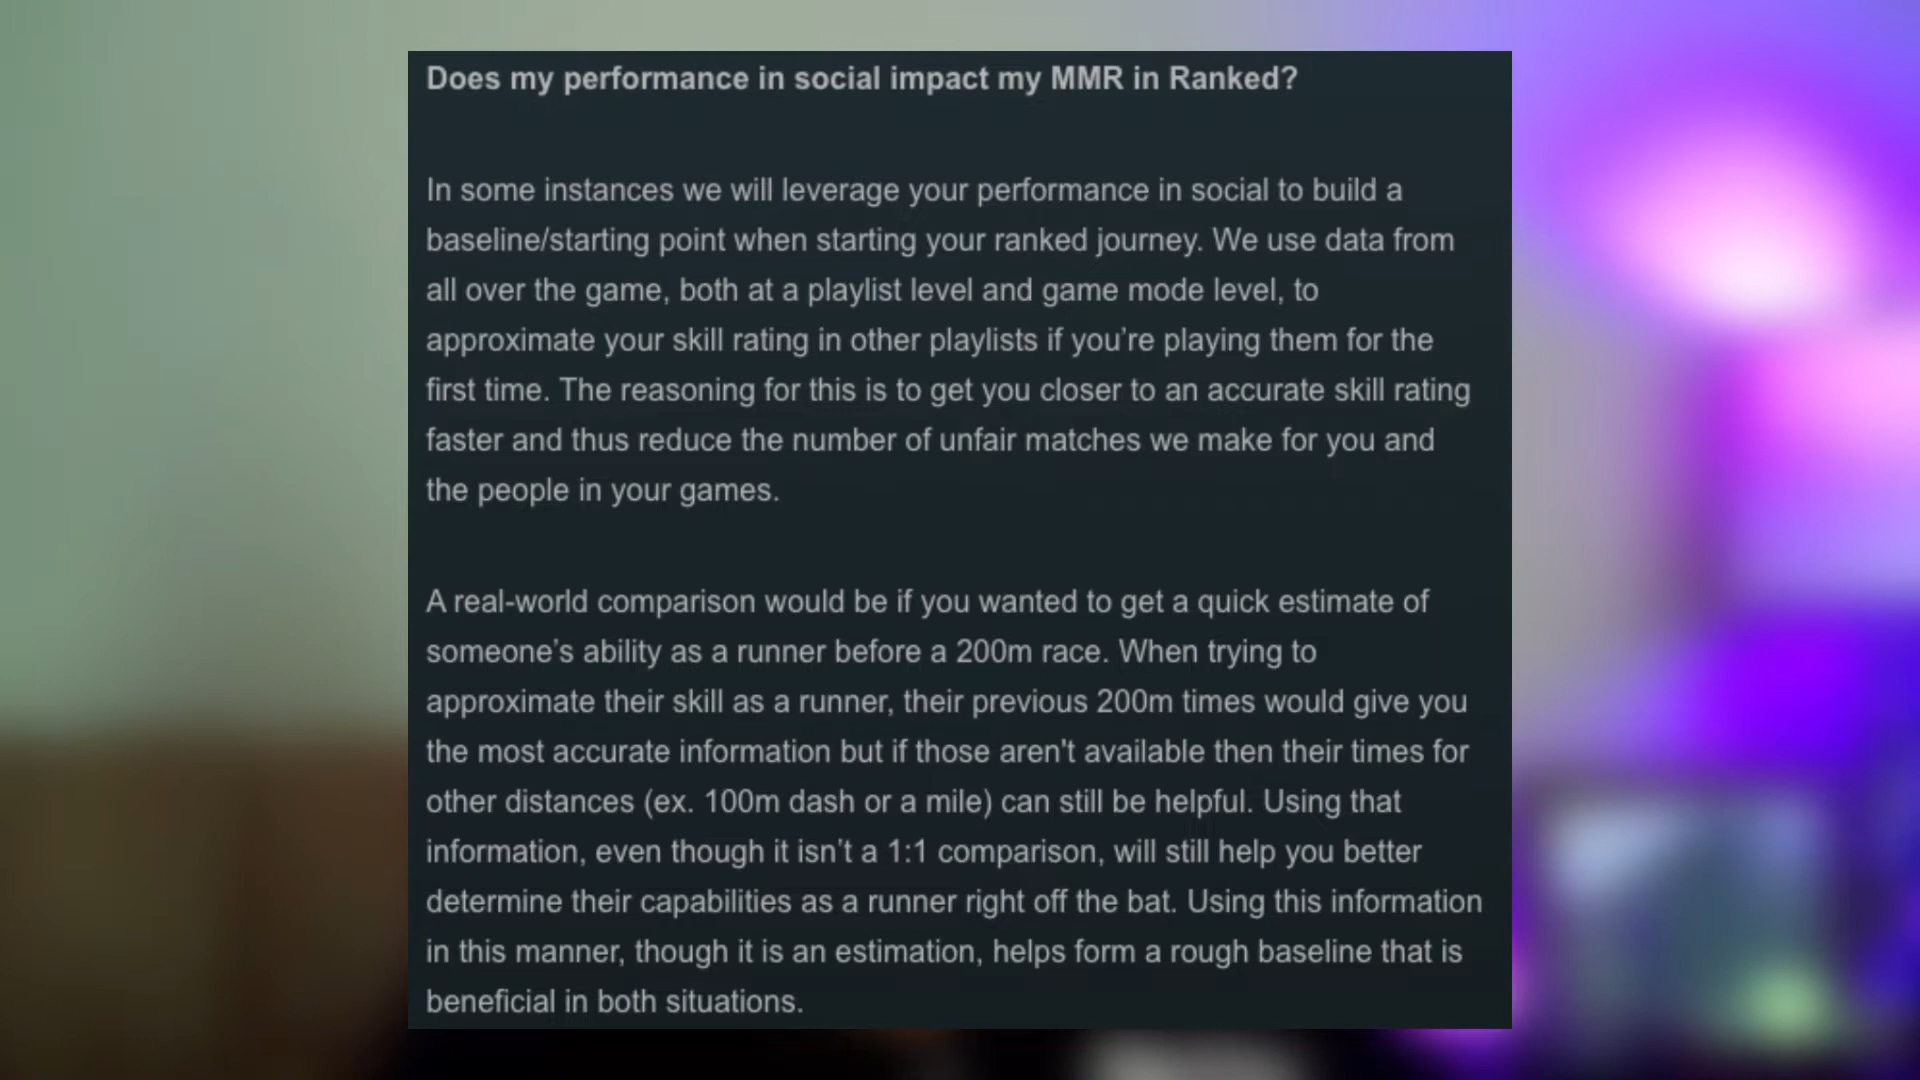 Does my performance in social impact my MMR in Ranked?
In some instances we will leverage your performance in social to build a
baseline/starting point when starting your ranked journey. We use data from
all over the game, both at a playlist level and game mode level, to
approximate your skill rating in other playlists if you’re playing them for the
first time. The reasoning for this is to get you closer to an accurate skill rating
faster and thus reduce the number of unfair matches we make for you and
the people in your games.
A real-world comparison would be if you wanted to get a quick estimate of
someone’s ability as a runner before a 200m race. When trying to
approximate their skill as a runner, their previous 200m times would give you
the most accurate information but if those aren't available then their times for
other distances (ex. 100m dash or a mile) can still be helpful. Using that
information, even though it isn’t a 1:1 comparison, will still help you better
determine their capabilities as a runner right off the bat. Using this information
in this manner, though it is an estimation, helps form a rough baseline that is
beneficial in both situations.